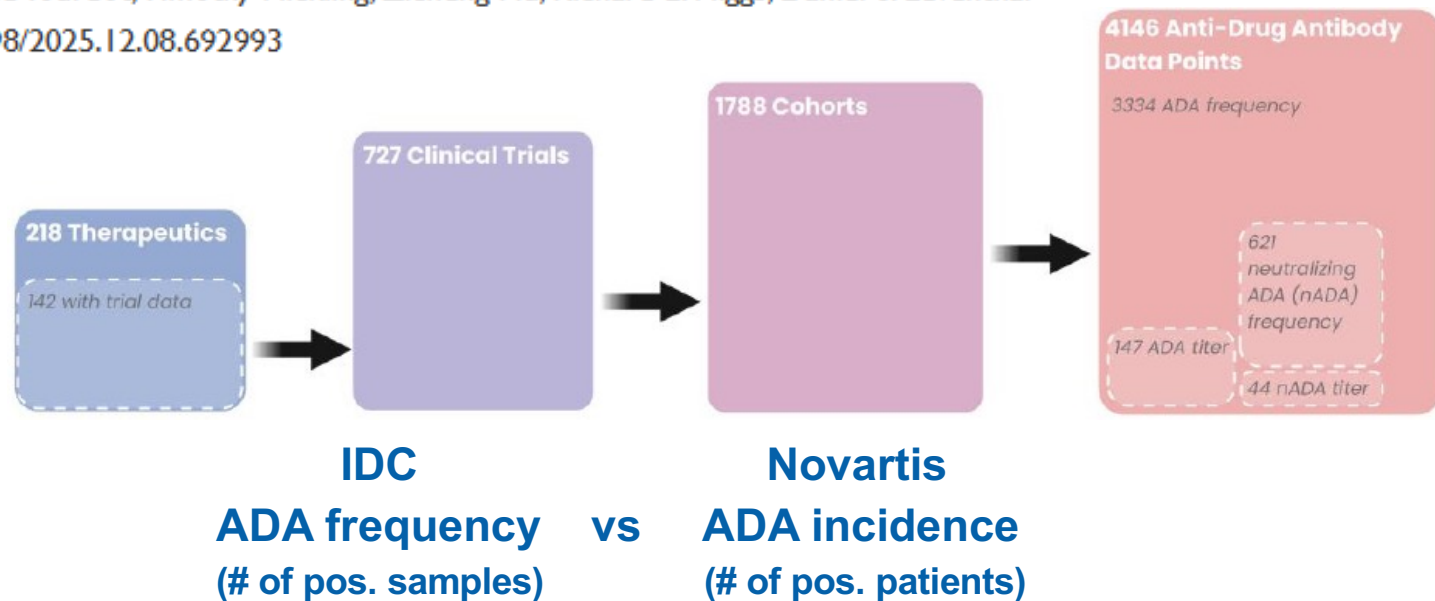 98/2025.12.08.692993
218 Therapeutics
142 with trial data
727 Clinical Trials
1788 Cohorts
4146 Anti-Drug Antibody
Data Points
3334 ADA frequency
621
neutralizing
ADA (nADA)
frequency
147 ADA titer
44 nADA titer
IDC Novartis
ADA frequency vs ADA incidence
(# of pos. samples) (# of pos. patients)